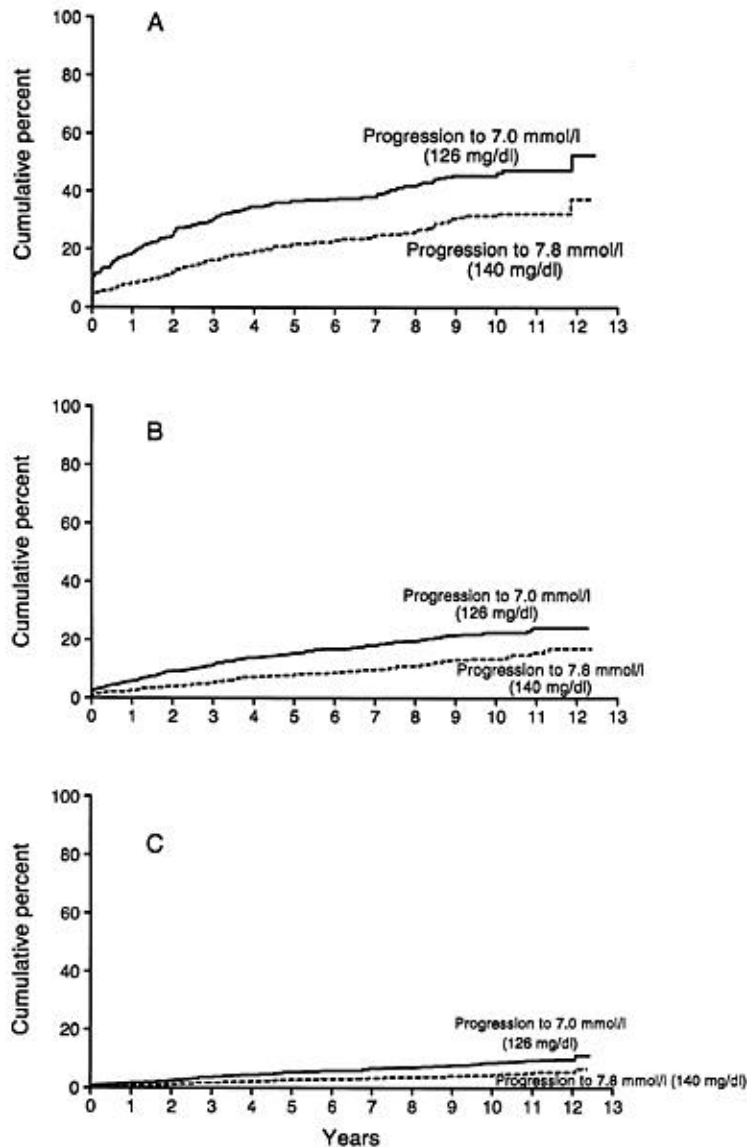 A
Cumulative percent
100
80
60
40
20
0
Progression to 7.0 mmol/l
(126 mg/dl)
Progression to 7.8 mmol/l
(140 mg/dl)
0 1 2 3 4 5 6 7 8 9 10 11 12 13
B
Cumulative percent
100
80
60
40
20
0
Progression to 7.0 mmol/l
(126 mg/dl)
Progression to 7.8 mmol/l
(140 mg/dl)
0 1 2 3 4 5 6 7 8 9 10 11 12 13
C
Cumulative percent
100
80
60
40
20
0
Progression to 7.0 mmol/l
(126 mg/dl)
Progression to 7.8 mmol/l (140 mg/dl)
0 1 2 3 4 5 6 7 8 9 10 11 12 13
Years